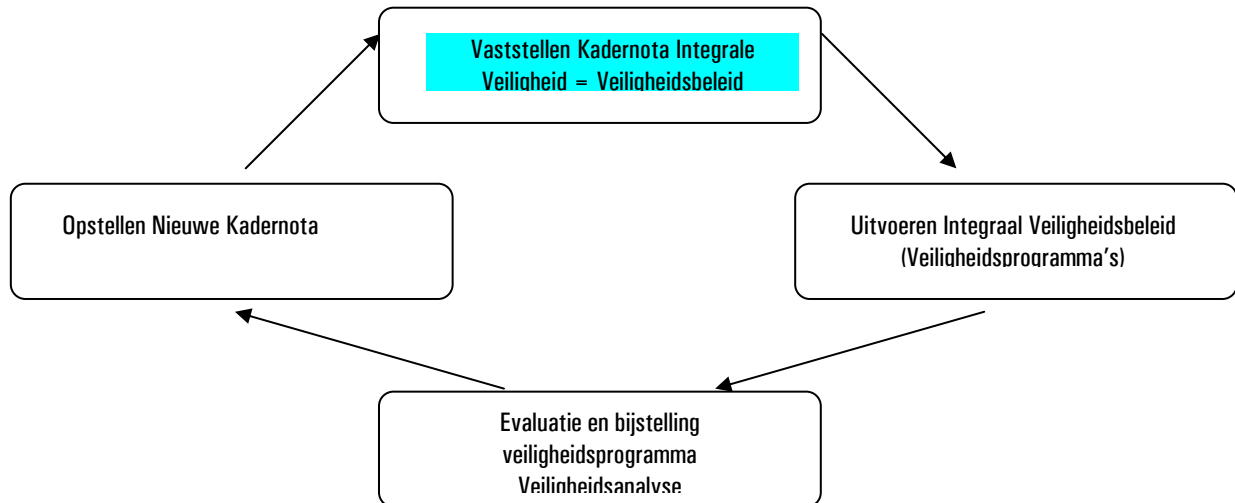 Vaststellen Kadernota Integrale
Veiligheid = Veiligheidsbeleid
Opstellen Nieuwe Kadernota
Uitvoeren Integraal Veiligheidsbeleid
(Veiligheidsprogramma's)
Evaluatie en bijstelling
veiligheidsprogramma
Veiligheidsanalyse